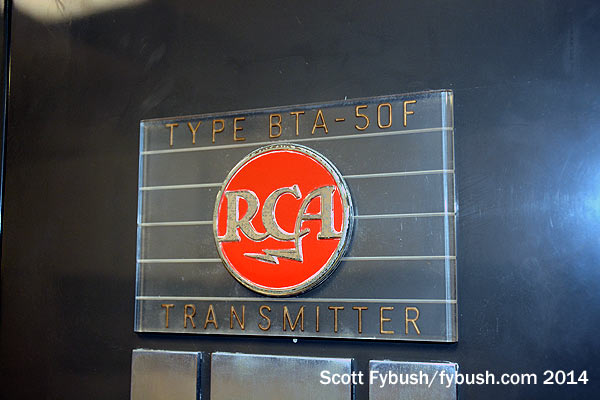 TYPE BTA-50F
RCA
TRANSMITTER
Scott Fybush/fybush.com 2014